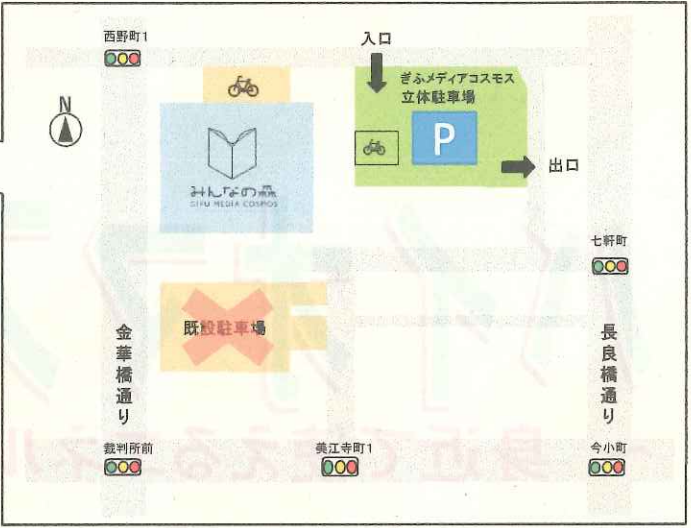 西野町1
入口
N
ぎふメディアコスモス
立体駐車場
P
みんなの森
GIFU MEDIA COSMOS
出口
七軒町
既設駐車場
金華橋通り
長良橋通り
裁判所前
美江寺町1
今小町